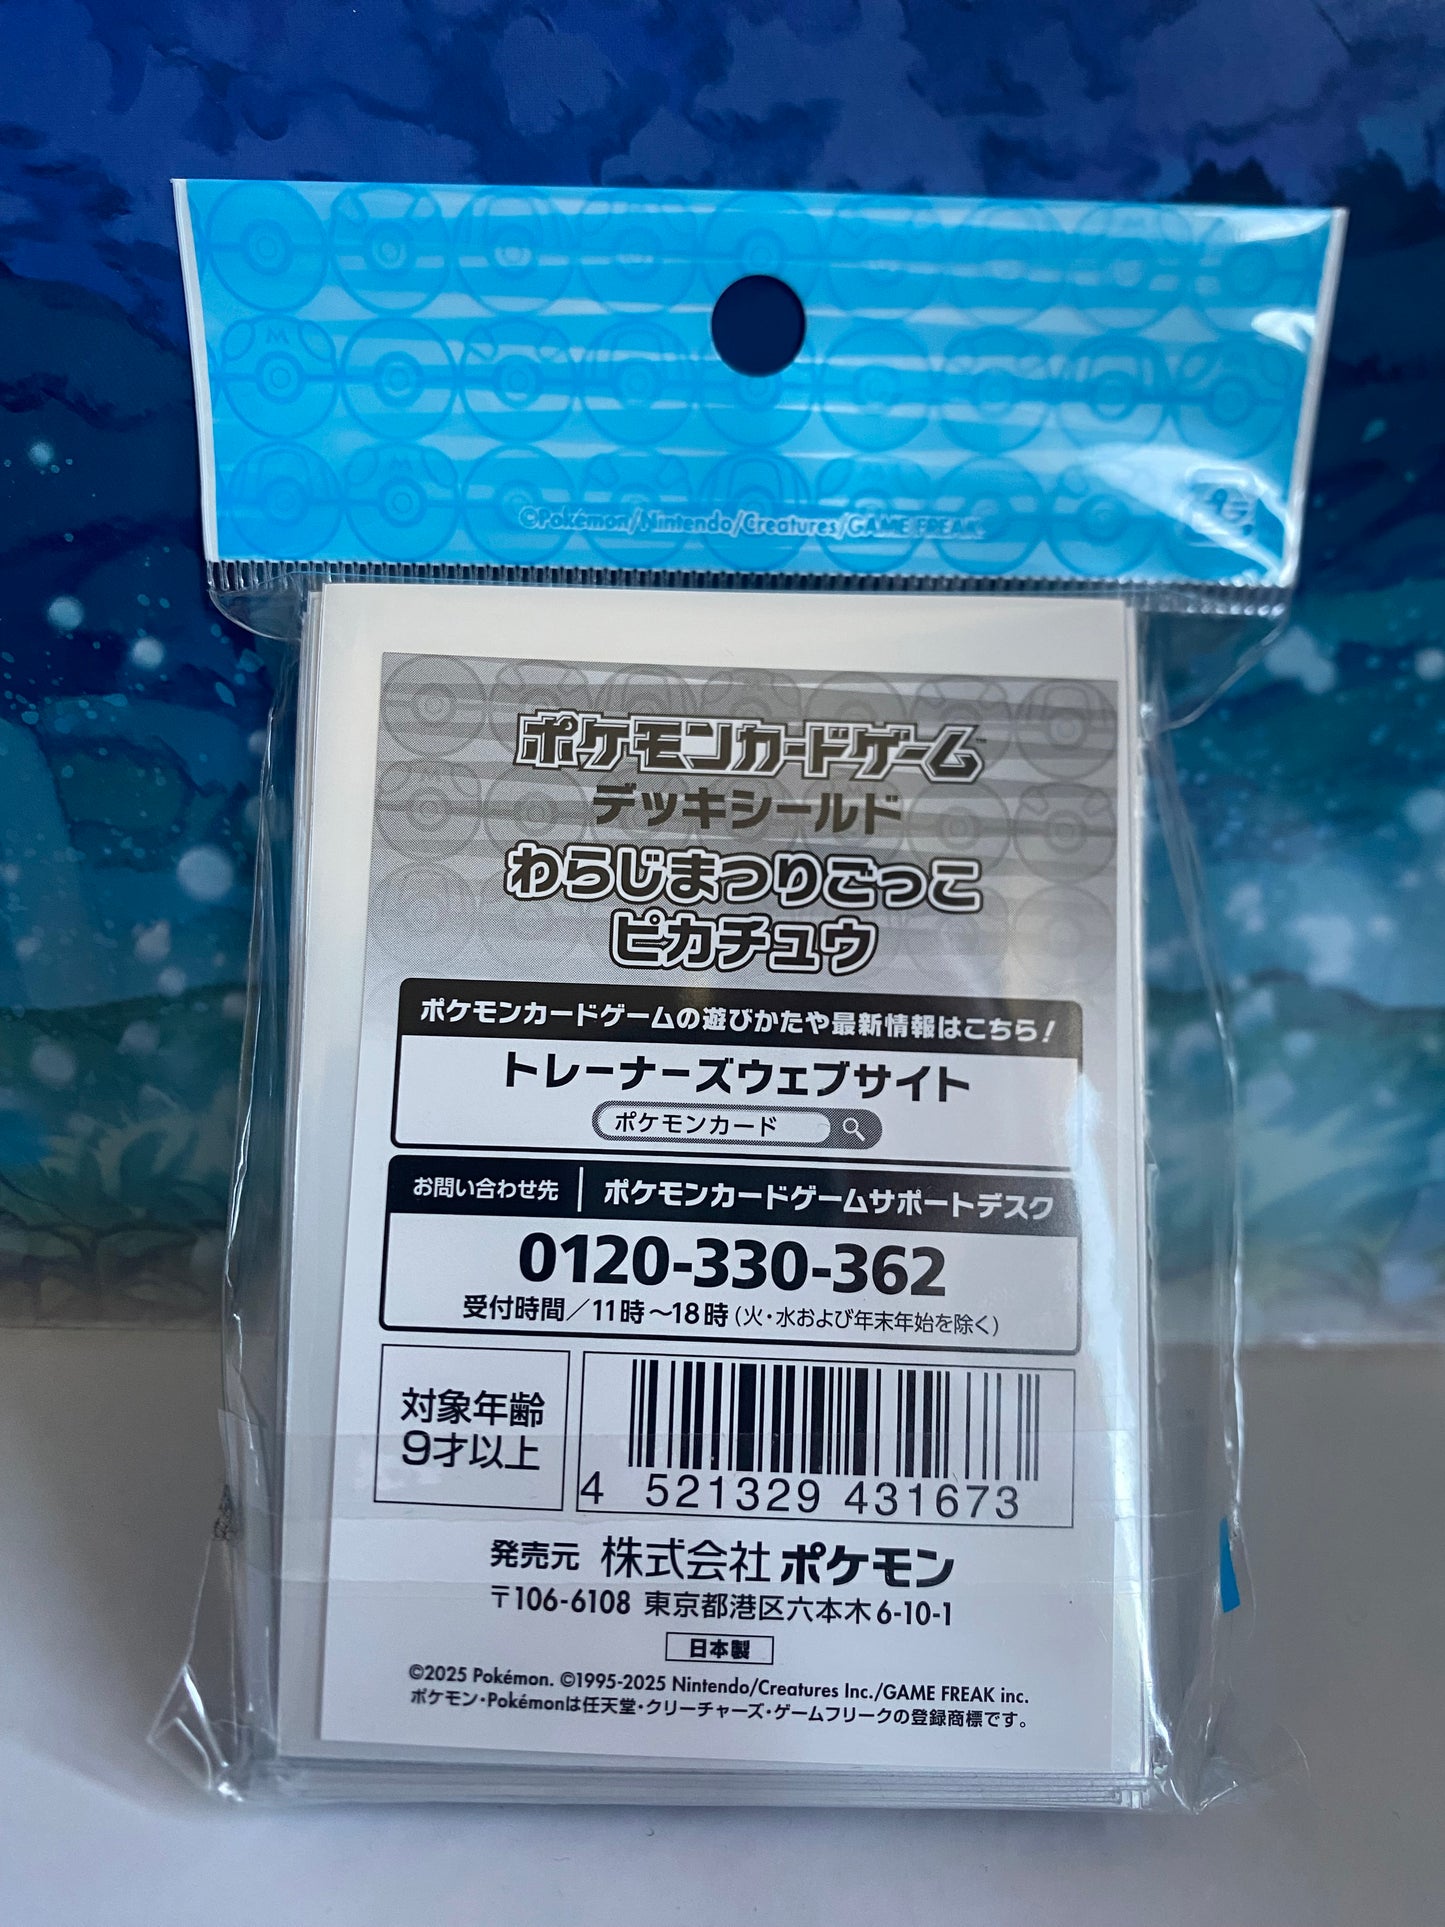 ©Pokémon/Nintendo/Creatures/GAME FREAK
プラ
ポケモンカードゲーム™
デッキシールド
わらじまつりごっこ
ピカチュウ
ポケモンカードゲームの遊びかたや最新情報はこちら!
トレーナーズウェブサイト
ポケモンカード
お問い合わせ先 ポケモンカードゲームサポートデスク
0120-330-362
受付時間/11時~18時(火・水および年末年始を除く)
対象年齢
9才以上
4 521329 431673
発売元 株式会社ポケモン
〒106-6108 東京都港区六本木6-10-1
日本製
©2025 Pokémon. ©1995-2025 Nintendo/Creatures Inc./GAME FREAK inc.
ポケモン・Pokémonは任天堂・クリーチャーズ・ゲームフリークの登録商標です。